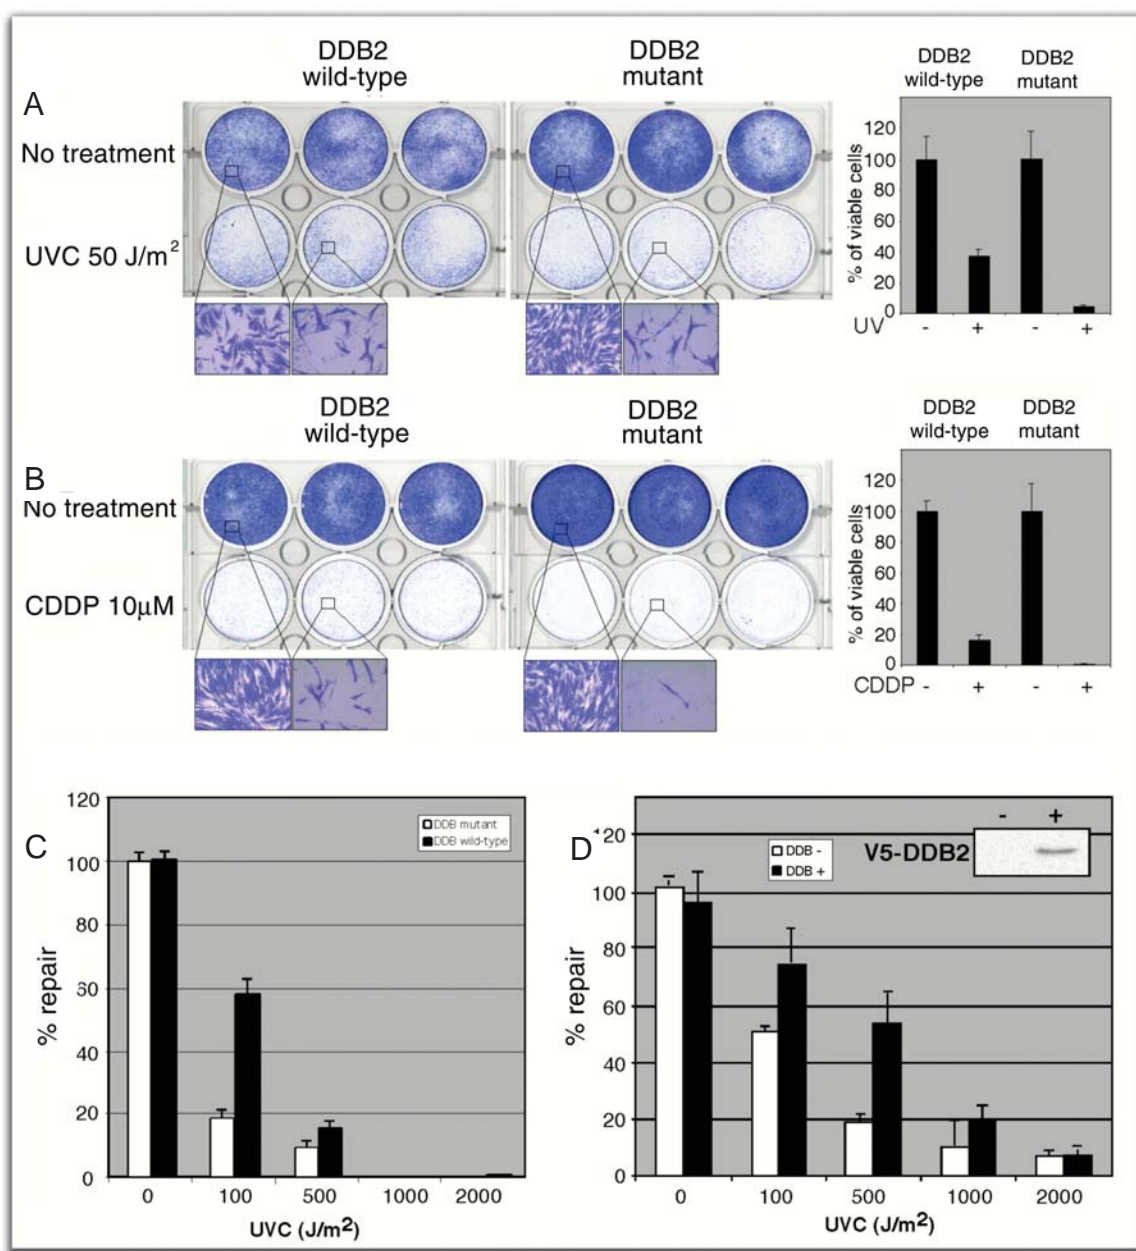 A
DDB2
wild-type
DDB2
mutant
No treatment
UVC 50 J/m²
DDB2
wild-type
DDB2
mutant
% of viable cells
120
100
80
60
40
20
0
UV - + - +
B
DDB2
wild-type
DDB2
mutant
No treatment
CDDP 10μM
DDB2
wild-type
DDB2
mutant
% of viable cells
120
100
80
60
40
20
0
CDDP - + - +
C
% repair
120
100
80
60
40
20
0
DDB mutant
DDB wild-type
0 100 500 1000 2000
UVC (J/m²)
D
% repair
120
100
80
60
40
20
0
DDB -
DDB +
- +
V5-DDB2
0 100 500 1000 2000
UVC (J/m²)